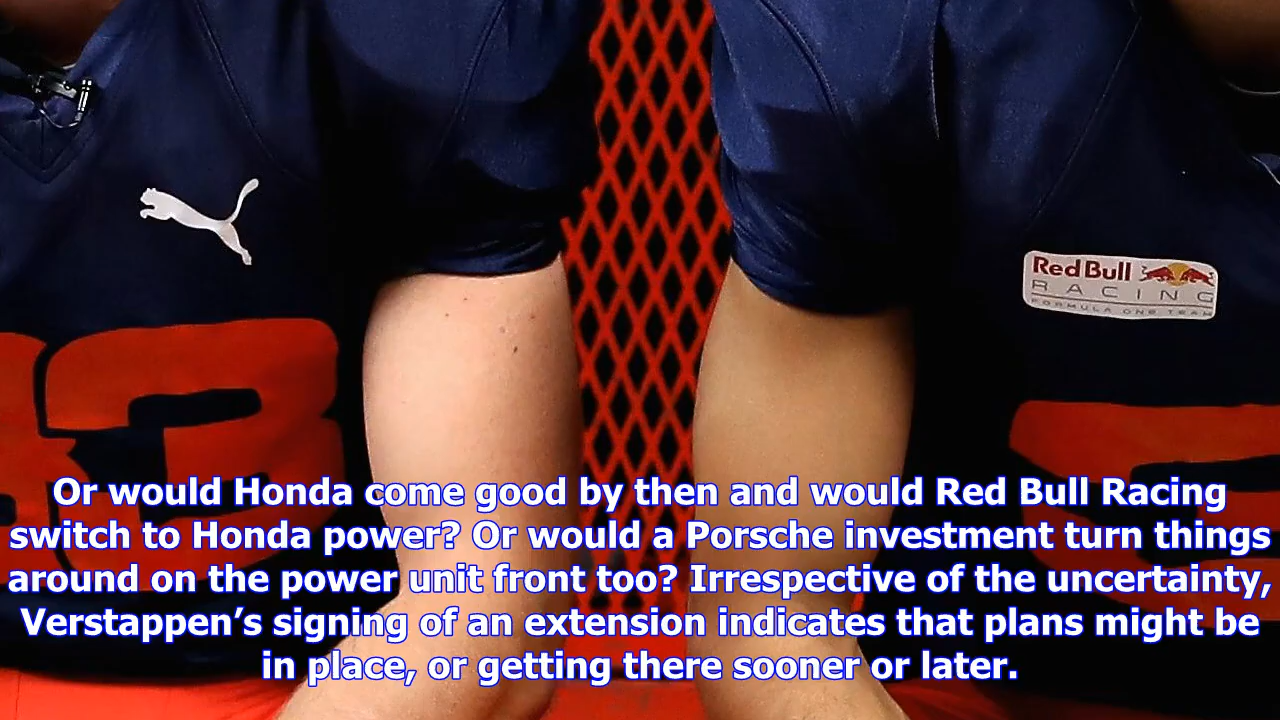 Red Bull
RACING
FORMULA ONE TEAM
33
Or would Honda come good by then and would Red Bull Racing
switch to Honda power? Or would a Porsche investment turn things
around on the power unit front too? Irrespective of the uncertainty,
Verstappen’s signing of an extension indicates that plans might be
in place, or getting there sooner or later.